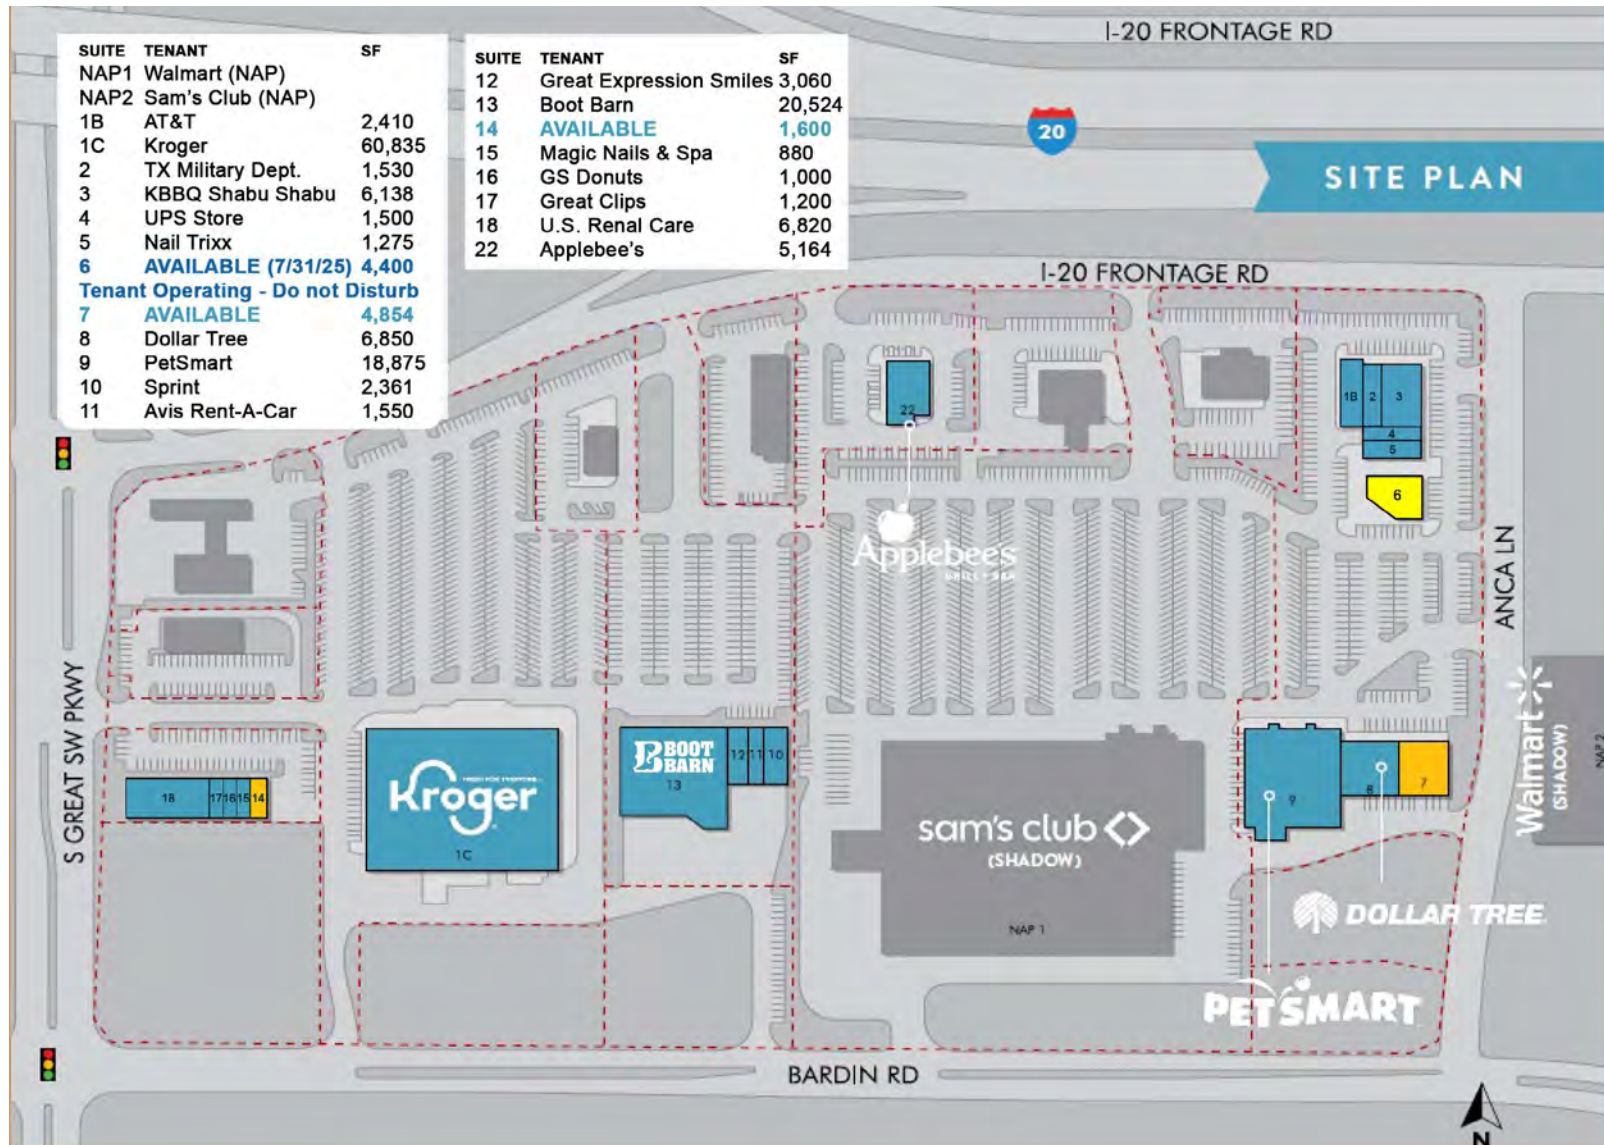 I-20 FRONTAGE RD
SUITE TENANT SF
NAP1 Walmart (NAP)
NAP2 Sam's Club (NAP)
1B AT&T 2,410
1C Kroger 60,835
2 TX Military Dept. 1,530
3 KBBQ Shabu Shabu 6,138
4 UPS Store 1,500
5 Nail Trixx 1,275
6 AVAILABLE (7/31/25) 4,400
Tenant Operating - Do not Disturb
7 AVAILABLE 4,854
8 Dollar Tree 6,850
9 PetSmart 18,875
10 Sprint 2,361
11 Avis Rent-A-Car 1,550
SUITE TENANT SF
12 Great Expression Smiles 3,060
13 Boot Barn 20,524
14 AVAILABLE 1,600
15 Magic Nails & Spa 880
16 GS Donuts 1,000
17 Great Clips 1,200
18 U.S. Renal Care 6,820
22 Applebee's 5,164
20
SITE PLAN
I-20 FRONTAGE RD
1B 2 3
4
5
6
22
Applebee's
GRILL + BAR
ANCA LN
S GREAT SW PKWY
Walmart
(SHADOW)
NAP 2
18 17 16 15 14
Kroger
1C
BOOT
BARN
13
12 11 10
sam's club
(SHADOW)
NAP 1
9
8
7
DOLLAR TREE
PETSMART
BARDIN RD
N